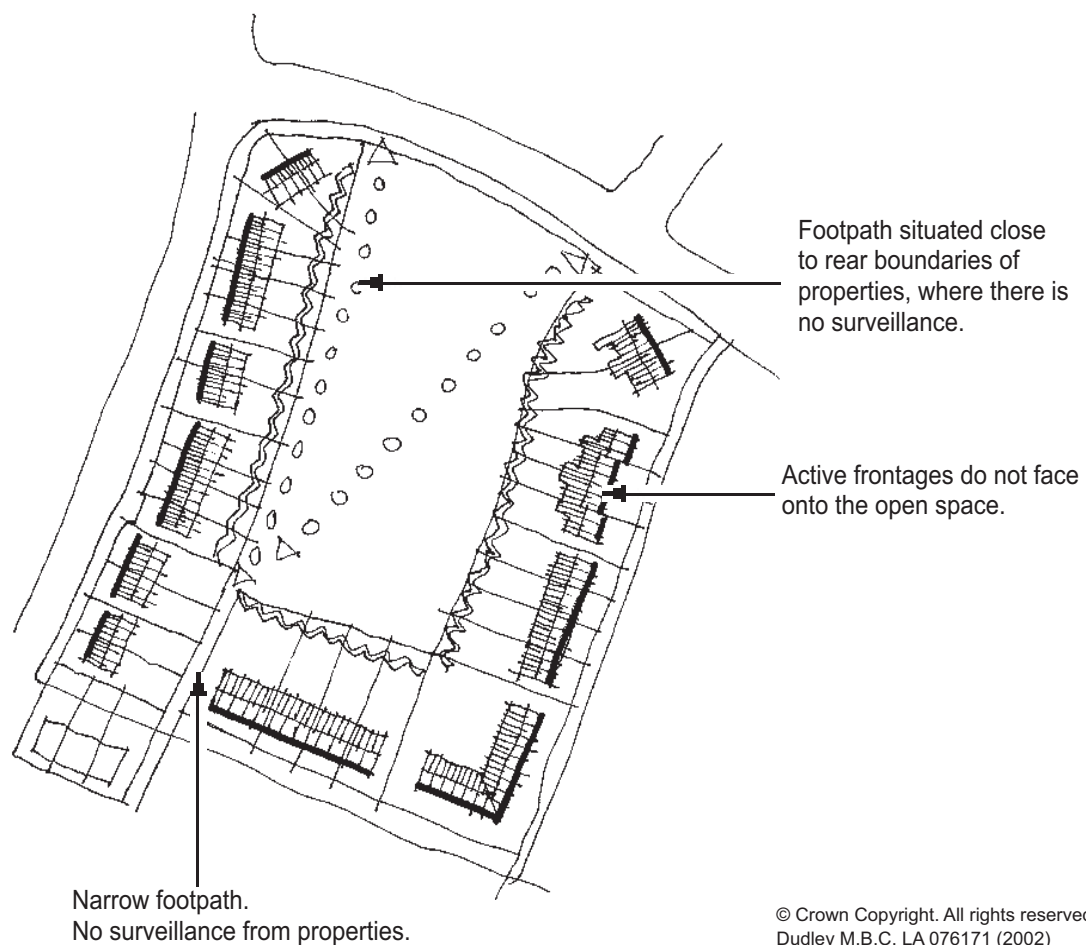 Footpath situated close
to rear boundaries of
properties, where there is
no surveillance.
Active frontages do not face
onto the open space.
Narrow footpath.
No surveillance from properties.
© Crown Copyright. All rights reserved
Dudley M.B.C. LA 076171 (2002)